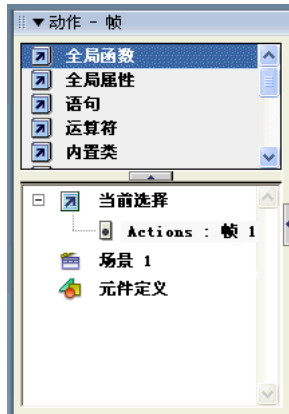 动作 - 帧
全局函数
全局属性
语句
运算符
内置类
当前选择
Actions : 帧 1
场景 1
元件定义